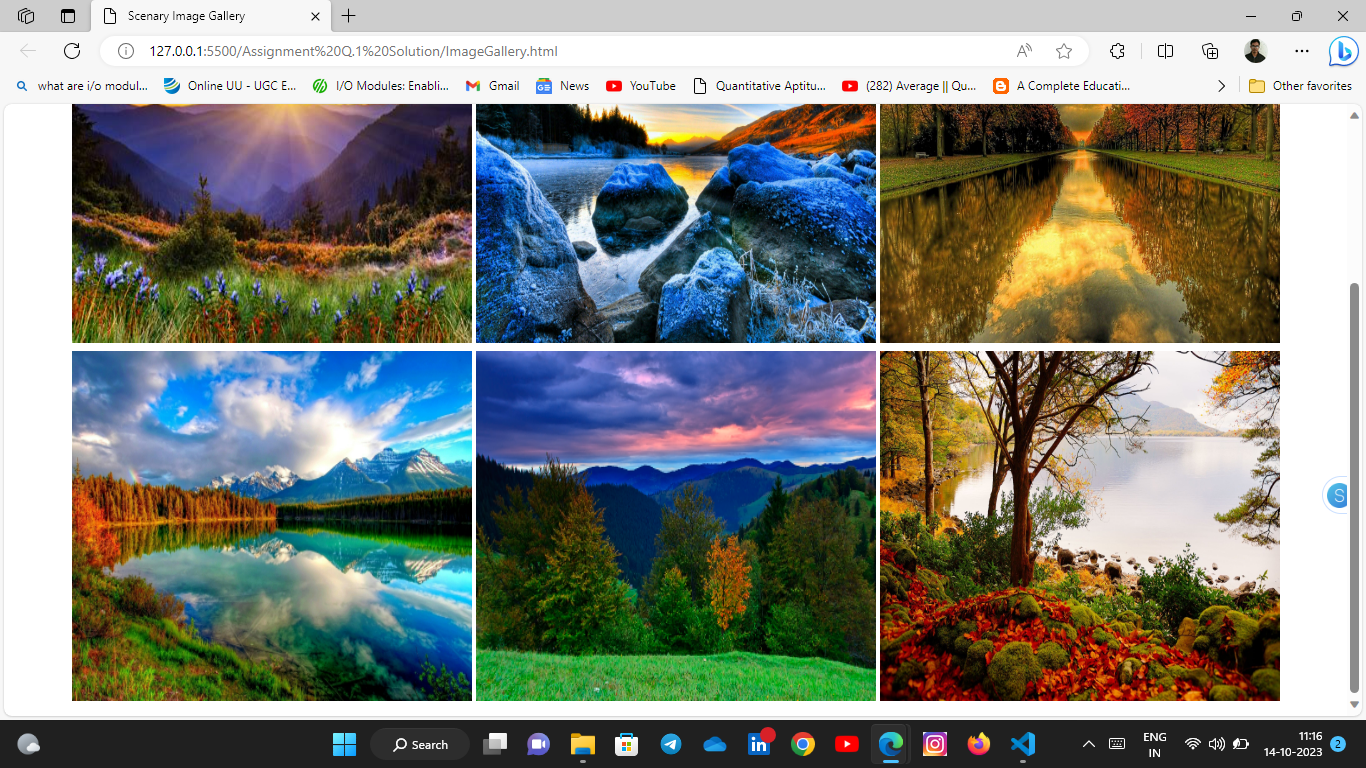 Scenary Image Gallery
127.0.0.1:5500/Assignment%20Q.1%20Solution/ImageGallery.html
what are i/o modul... Online UU - UGC E... I/O Modules: Enabli... Gmail News YouTube Quantitative Aptitu... (282) Average || Qu... A Complete Educati... Other favorites
S
Search
in
ENG
IN
11:16
14-10-2023
2